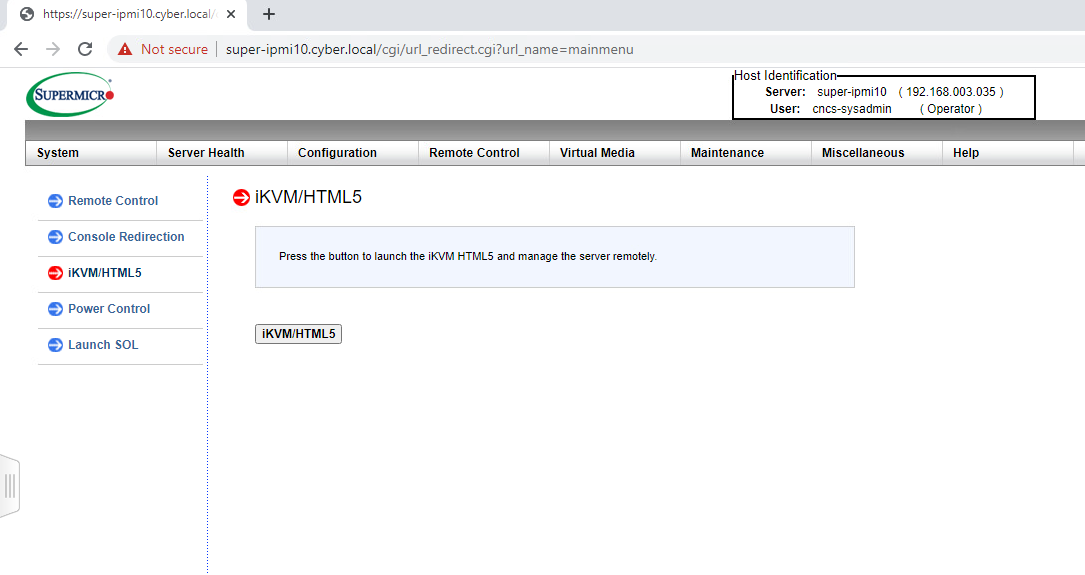 https://super-ipmi10.cyber.local/
Not secure super-ipmi10.cyber.local/cgi/url_redirect.cgi?url_name=mainmenu
SUPERMICRO
Host Identification
Server: super-ipmi10 ( 192.168.003.035 )
User: cncs-sysadmin ( Operator )
System Server Health Configuration Remote Control Virtual Media Maintenance Miscellaneous Help
Remote Control
Console Redirection
iKVM/HTML5
Power Control
Launch SOL
iKVM/HTML5
Press the button to launch the iKVM HTML5 and manage the server remotely.
iKVM/HTML5